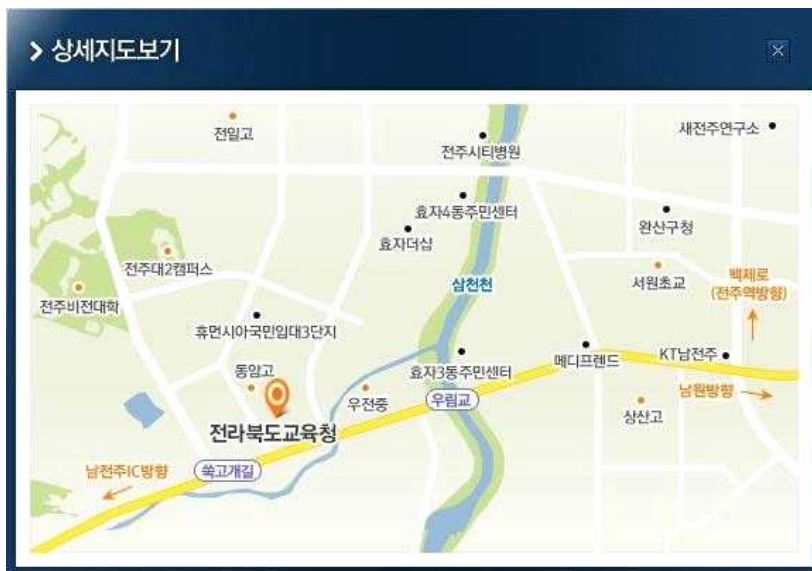 상세지도보기
전일고
새전주연구소
전주시티병원
효자4동주민센터
완산구청
효자더샵
전주대2캠퍼스
서원초교
백제로
(전주역방향)
삼천천
전주비전대학
휴먼시아국민임대3단지
KT남전주
메디프렌드
효자3동주민센터
동암고
우전중
우림교
남원방향
상산고
전라북도교육청
남전주IC방향
쑥고개길